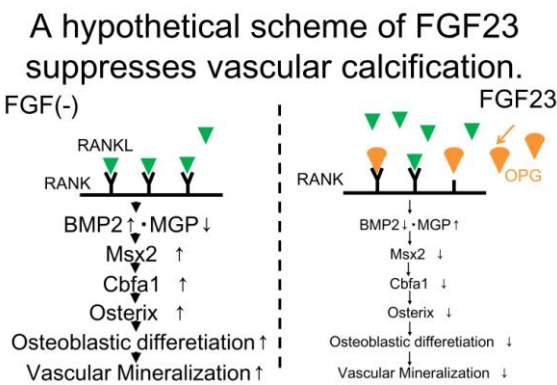 A hypothetical scheme of FGF23
suppresses vascular calcification.
FGF(-)
RANKL
RANK
BMP2↑・MGP↓
Msx2 ↑
Cbfa1 ↑
Osterix ↑
Osteoblastic differetiation↑
Vascular Mineralization↑
FGF23
RANK
OPG
BMP2↓・MGP↑
Msx2 ↓
Cbfa1 ↓
Osterix ↓
Osteoblastic differetiation ↓
Vascular Mineralization ↓